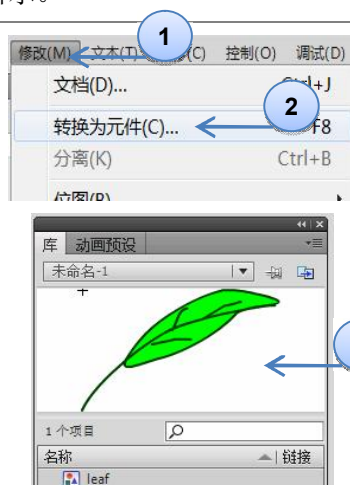 修改(M) 文本(T) (C) 控制(O) 调试(D)
1
文档(D)... Ctrl+J
2
转换为元件(C)... F8
分离(K) Ctrl+B
位图(B)
库 动画预设
未命名-1
1 个项目
名称 链接
leaf